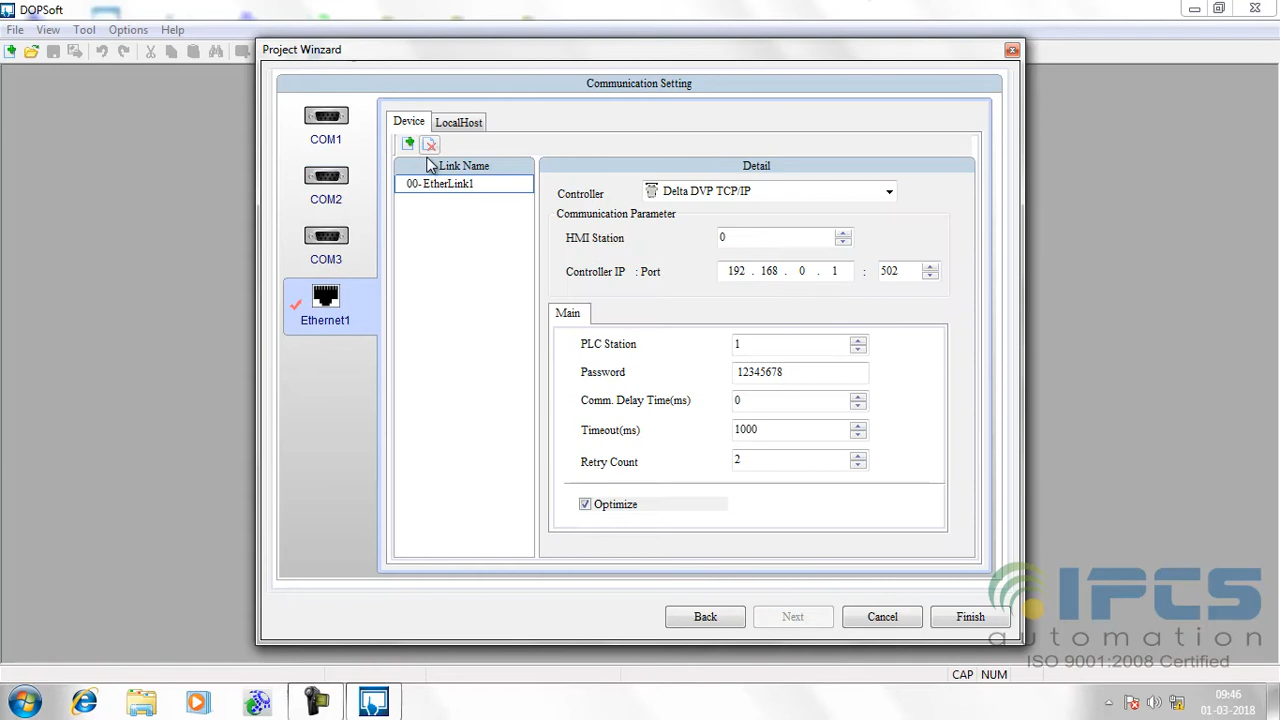 DOPSoft
File View Tool Options Help
Project Winzard
Communication Setting
COM1
COM2
COM3
Ethernet1
Device LocalHost
Link Name
00- EtherLink1
Detail
Controller Delta DVP TCP/IP
Communication Parameter
HMI Station 0
Controller IP : Port 192 . 168 . 0 . 1 : 502
Main
PLC Station 1
Password 12345678
Comm. Delay Time(ms) 0
Timeout(ms) 1000
Retry Count 2
Optimize
Back Next Cancel Finish
IPCS
automation
ISO 9001:2008 Certified
CAP NUM
09:46
01-03-2018